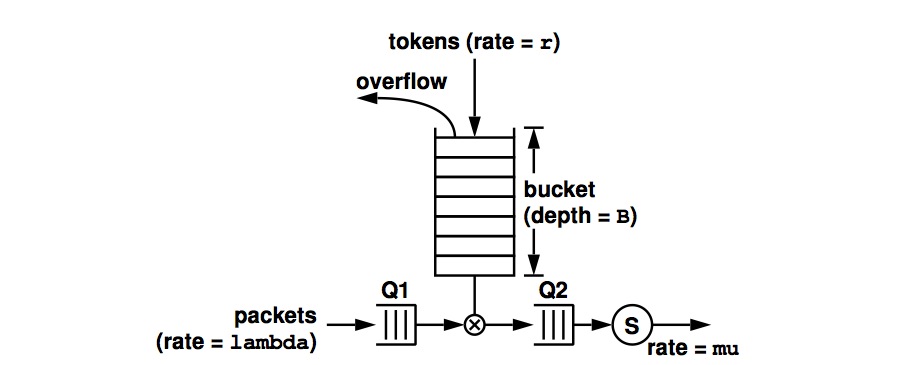 tokens (rate = r)
overflow
bucket
(depth = B)
Q1
Q2
packets
(rate = lambda)
S
rate = mu